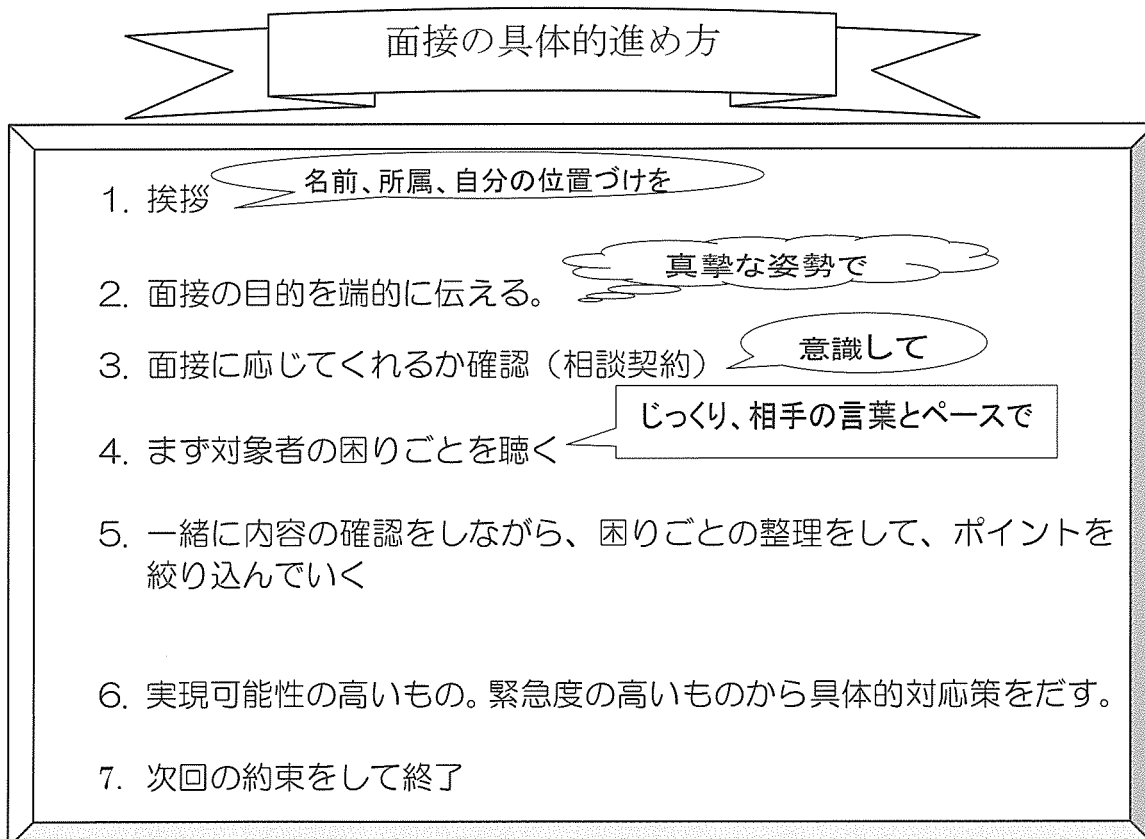 面接の具体的進め方
1. 挨拶
名前、所属、自分の位置づけを
真摯な姿勢で
2. 面接の目的を端的に伝える。
意識して
3. 面接に応じてくれるか確認（相談契約）
じっくり、相手の言葉とペースで
4. まず対象者の困りごとを聴く
5. 一緒に内容の確認をしながら、困りごとの整理をして、ポイントを
絞り込んでいく
6. 実現可能性の高いもの。緊急度の高いものから具体的対応策をだす。
7. 次回の約束をして終了